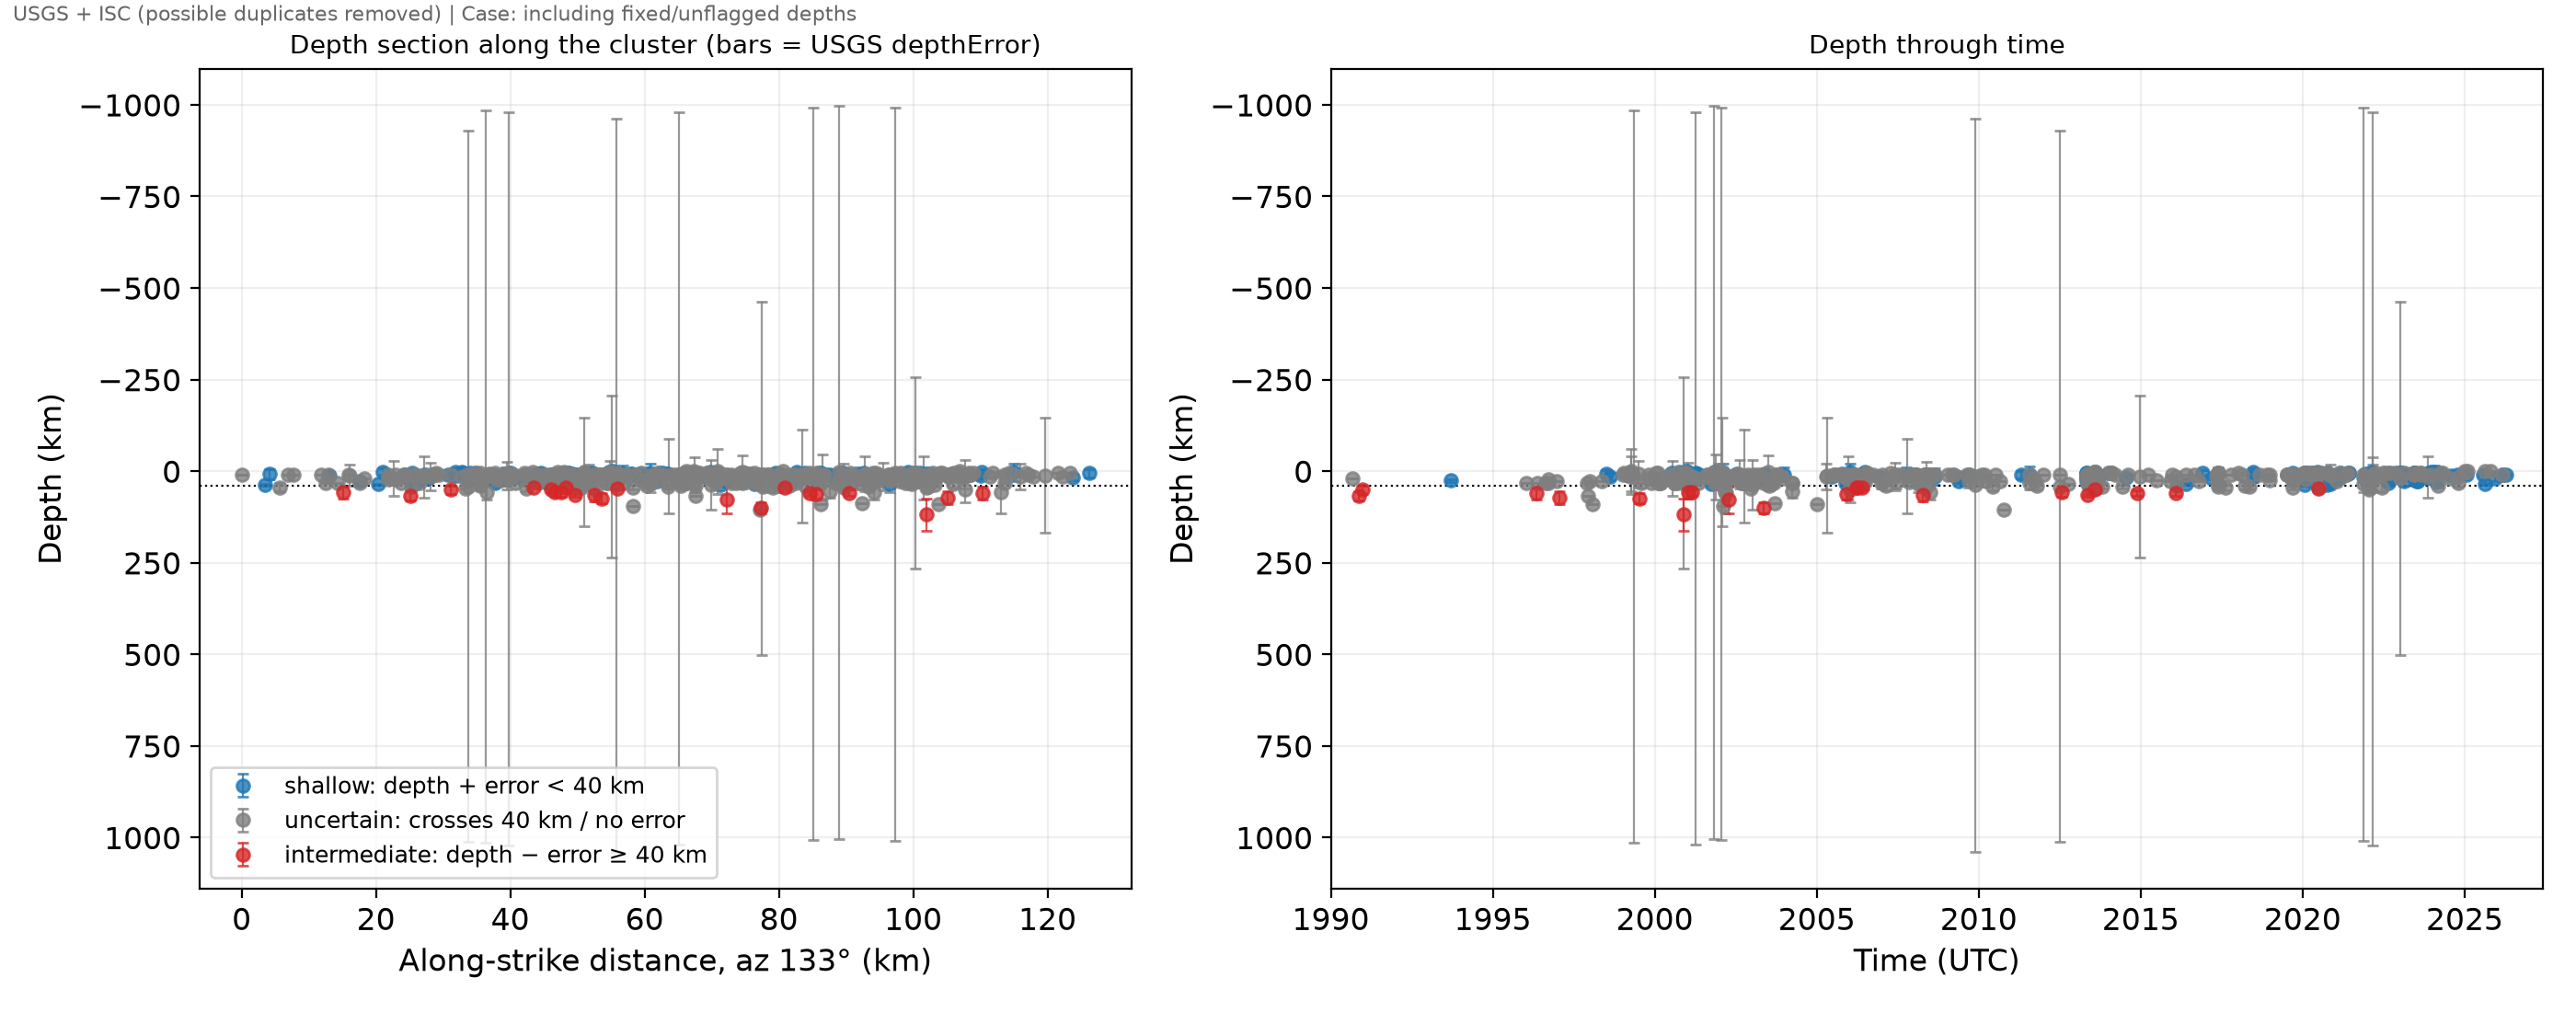 USGS + ISC (possible duplicates removed) | Case: including fixed/unflagged depths
Depth section along the cluster (bars = USGS depthError)
Depth (km)
−1000
−750
−500
−250
0
250
500
750
1000
shallow: depth + error < 40 km
uncertain: crosses 40 km / no error
intermediate: depth − error ≥ 40 km
0 20 40 60 80 100 120
Along-strike distance, az 133° (km)
Depth through time
Depth (km)
−1000
−750
−500
−250
0
250
500
750
1000
1990 1995 2000 2005 2010 2015 2020 2025
Time (UTC)